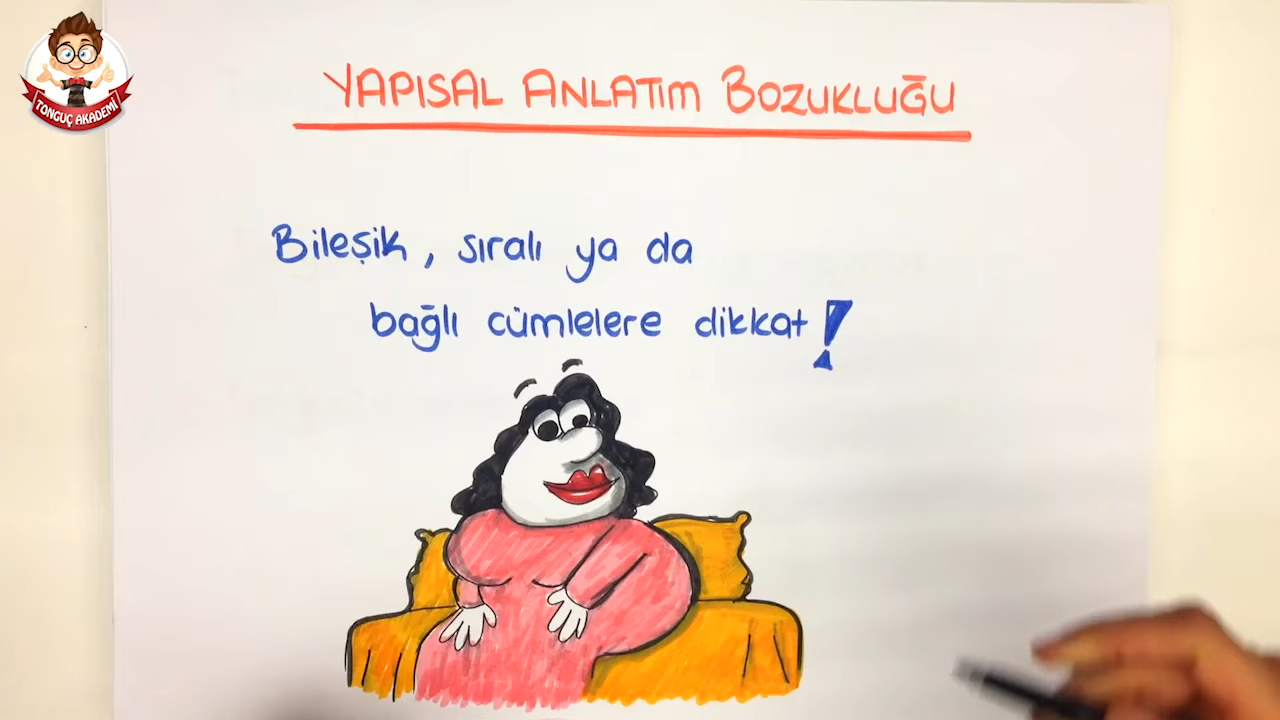 TONGUÇ AKADEMİ
YAPISAL ANLATIM BOZUKLUĞU
Bileşik, sıralı ya da
bağlı cümlelere dikkat!